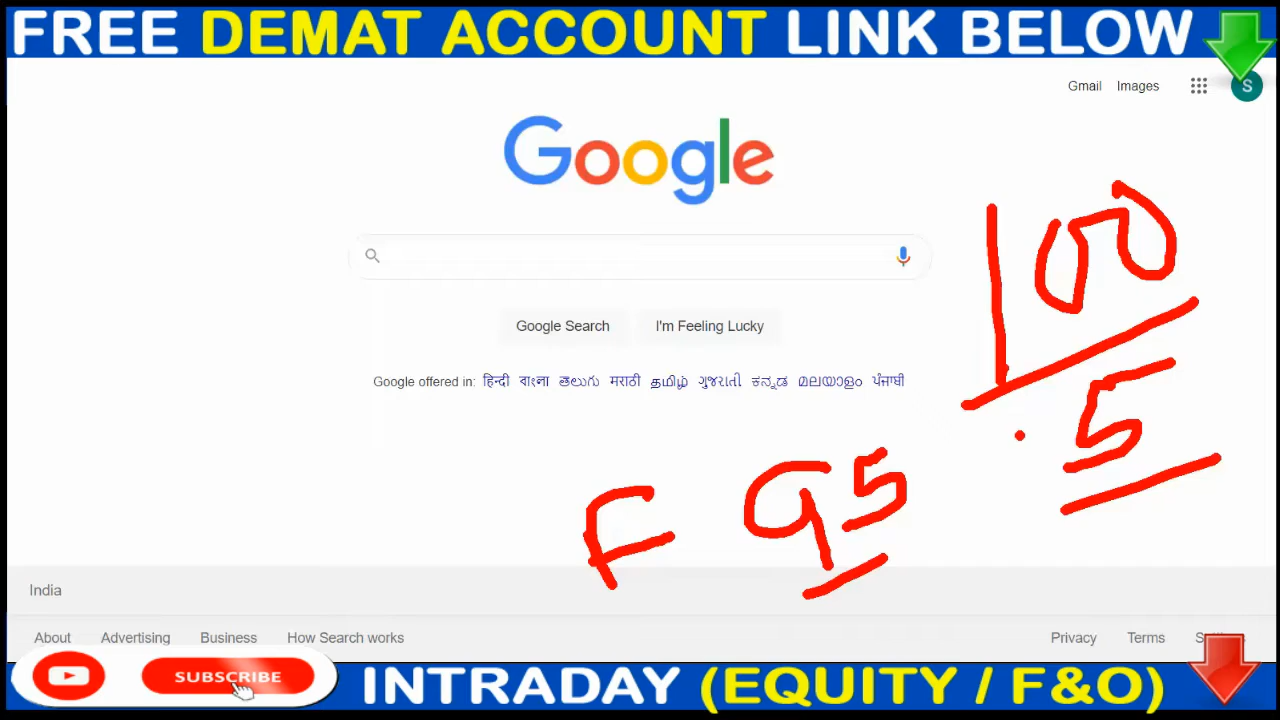 FREE DEMAT ACCOUNT LINK BELOW
Gmail Images S
Google
Google Search I'm Feeling Lucky
Google offered in: हिन्दी বাংলা తెలుగు मराठी தமிழ் ગુજરાતી ಕನ್ನಡ മലയാളം ਪੰਜਾਬੀ
100
5
F 95
India
About Advertising Business How Search works Privacy Terms
SUBSCRIBE
INTRADAY (EQUITY / F&O)